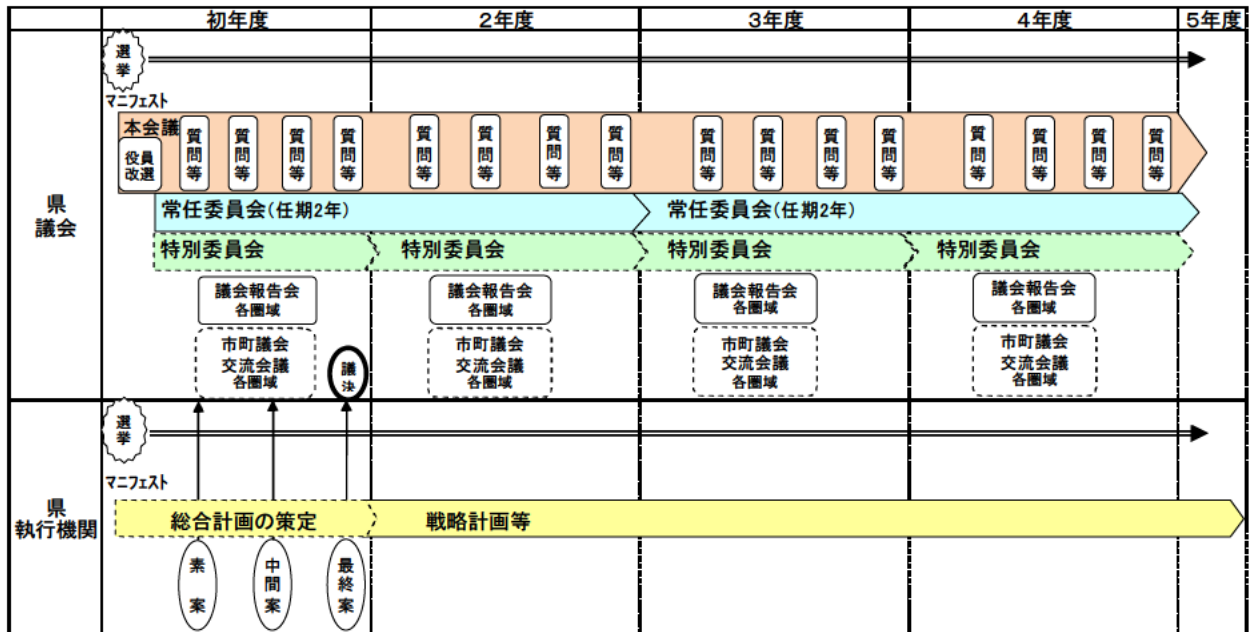 初年度 2年度 3年度 4年度 5年度
県
議会
選
挙
マニフェスト
本会議
役員
改選
質問等 質問等 質問等 質問等 質問等 質問等 質問等 質問等 質問等 質問等 質問等 質問等 質問等 質問等 質問等 質問等
常任委員会(任期2年) 常任委員会(任期2年)
特別委員会 特別委員会 特別委員会 特別委員会
議会報告会
各圏域
議会報告会
各圏域
議会報告会
各圏域
議会報告会
各圏域
市町議会
交流会議
各圏域
議決
市町議会
交流会議
各圏域
市町議会
交流会議
各圏域
市町議会
交流会議
各圏域
県
執行機関
選
挙
マニフェスト
総合計画の策定 戦略計画等
素案 中間案 最終案